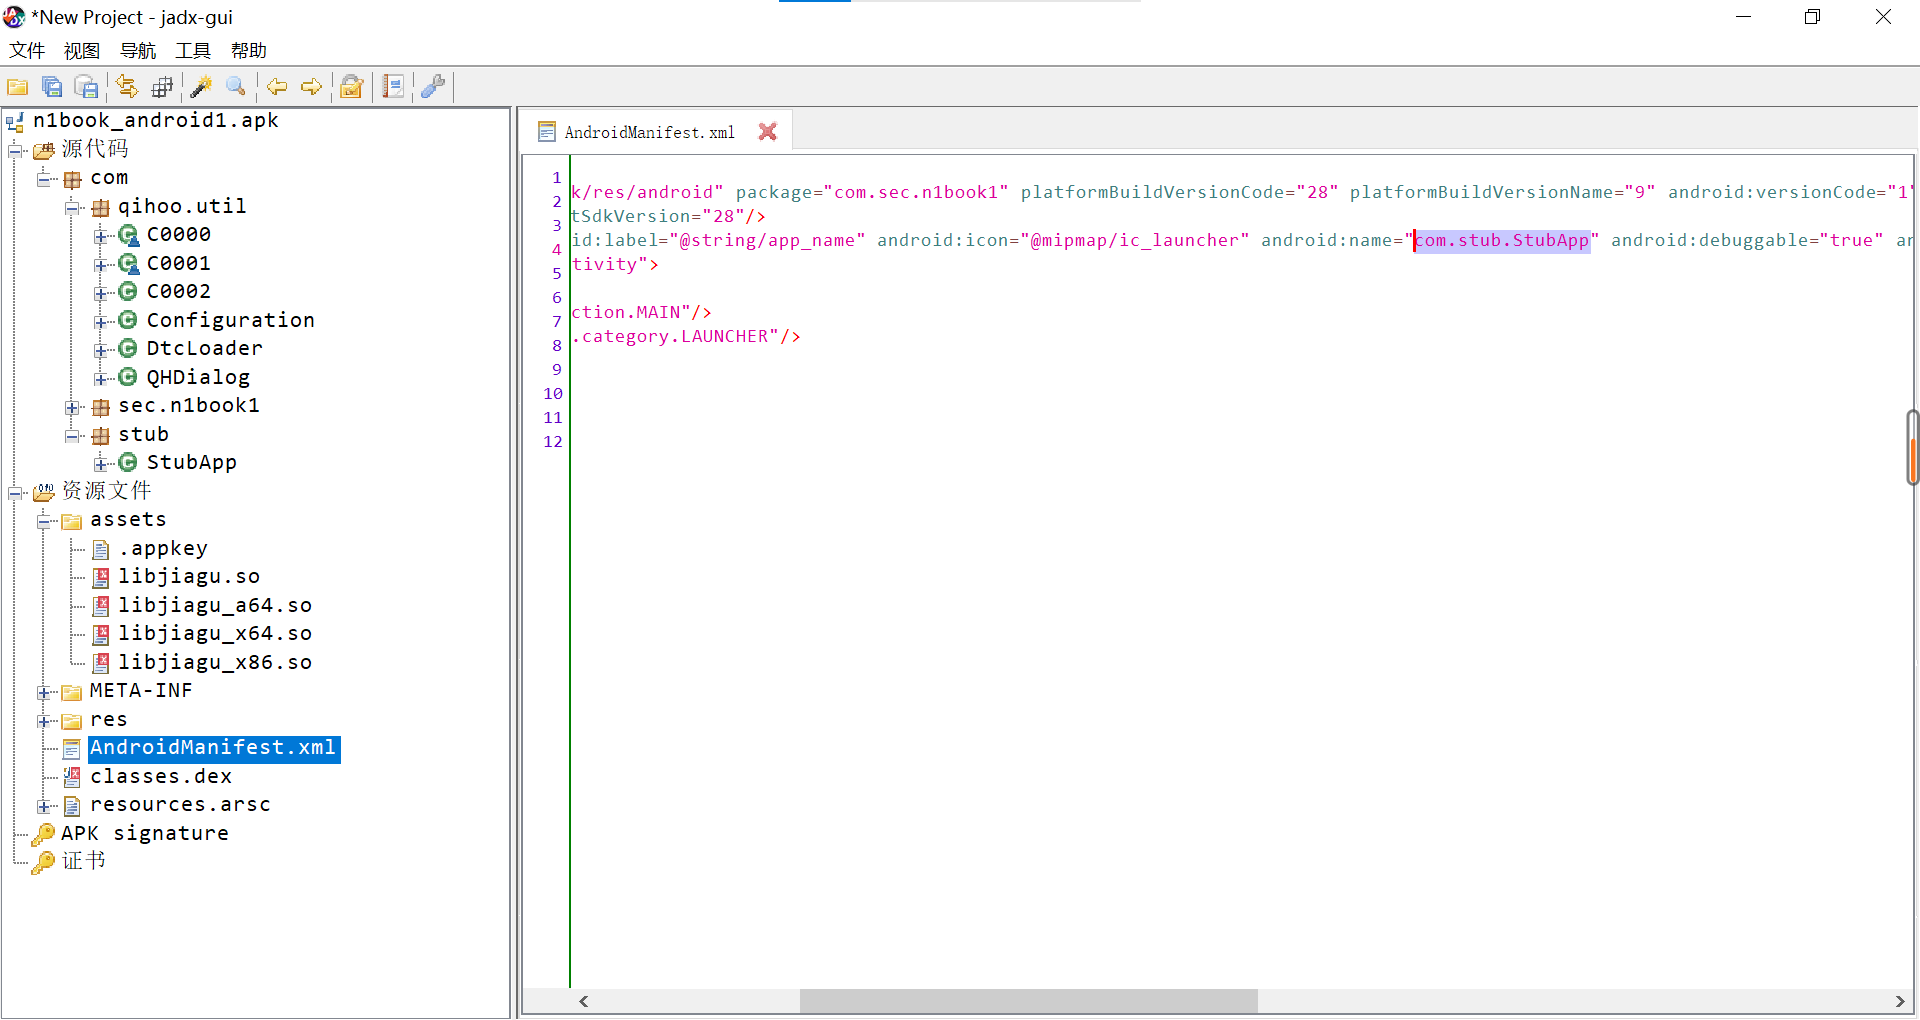 *New Project - jadx-gui
文件 视图 导航 工具 帮助
n1book_android1.apk
源代码
com
qihoo.util
C0000
C0001
C0002
Configuration
DtcLoader
QHDialog
sec.n1book1
stub
StubApp
资源文件
assets
.appkey
libjiagu.so
libjiagu_a64.so
libjiagu_x64.so
libjiagu_x86.so
META-INF
res
AndroidManifest.xml
classes.dex
resources.arsc
APK signature
证书
AndroidManifest.xml
1
k/res/android" package="com.sec.n1book1" platformBuildVersionCode="28" platformBuildVersionName="9" android:versionCode="1"
2
tSdkVersion="28"/>
3
id:label="@string/app_name" android:icon="@mipmap/ic_launcher" android:name="com.stub.StubApp" android:debuggable="true" an
4
tivity">
5
6
ction.MAIN"/>
7
.category.LAUNCHER"/>
8
9
10
11
12